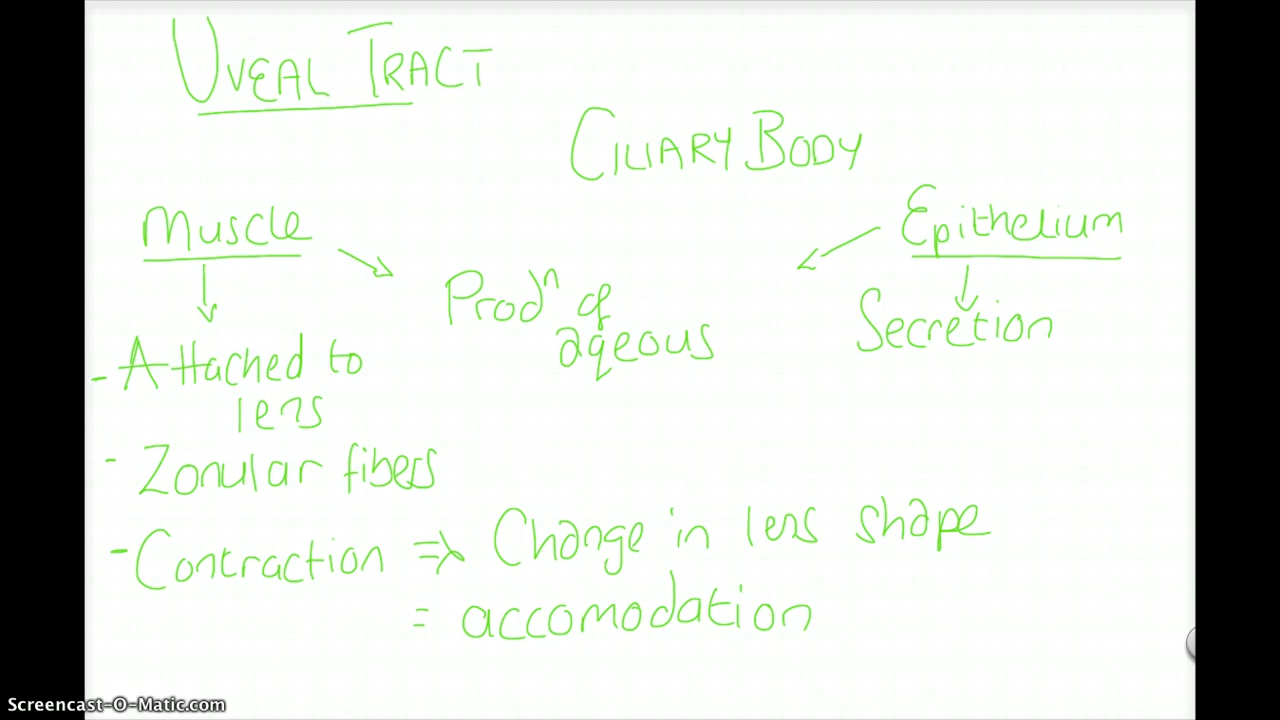 UVEAL TRACT
CILIARY BODY
Muscle
Epithelium
Prodⁿ of
aqeous
Secretion
- Attached to
lens
- Zonular fibers
- Contraction ⇒ Change in lens shape
= accomodation
Screencast-O-Matic.com